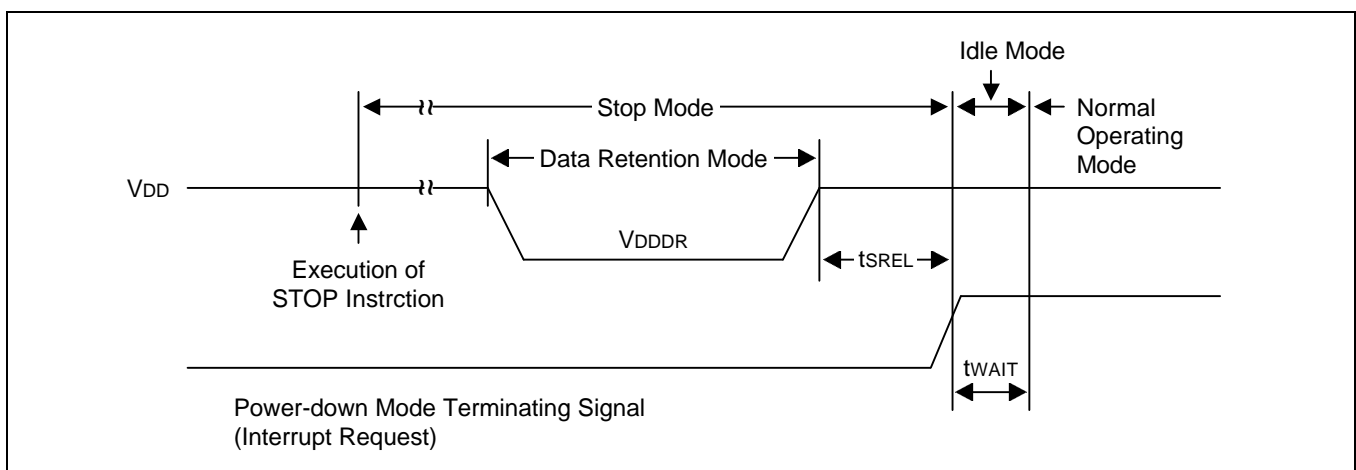 Idle Mode
Stop Mode
Normal
Operating
Mode
Data Retention Mode
VDD
VDDDR
tSREL
Execution of
STOP Instrction
tWAIT
Power-down Mode Terminating Signal
(Interrupt Request)